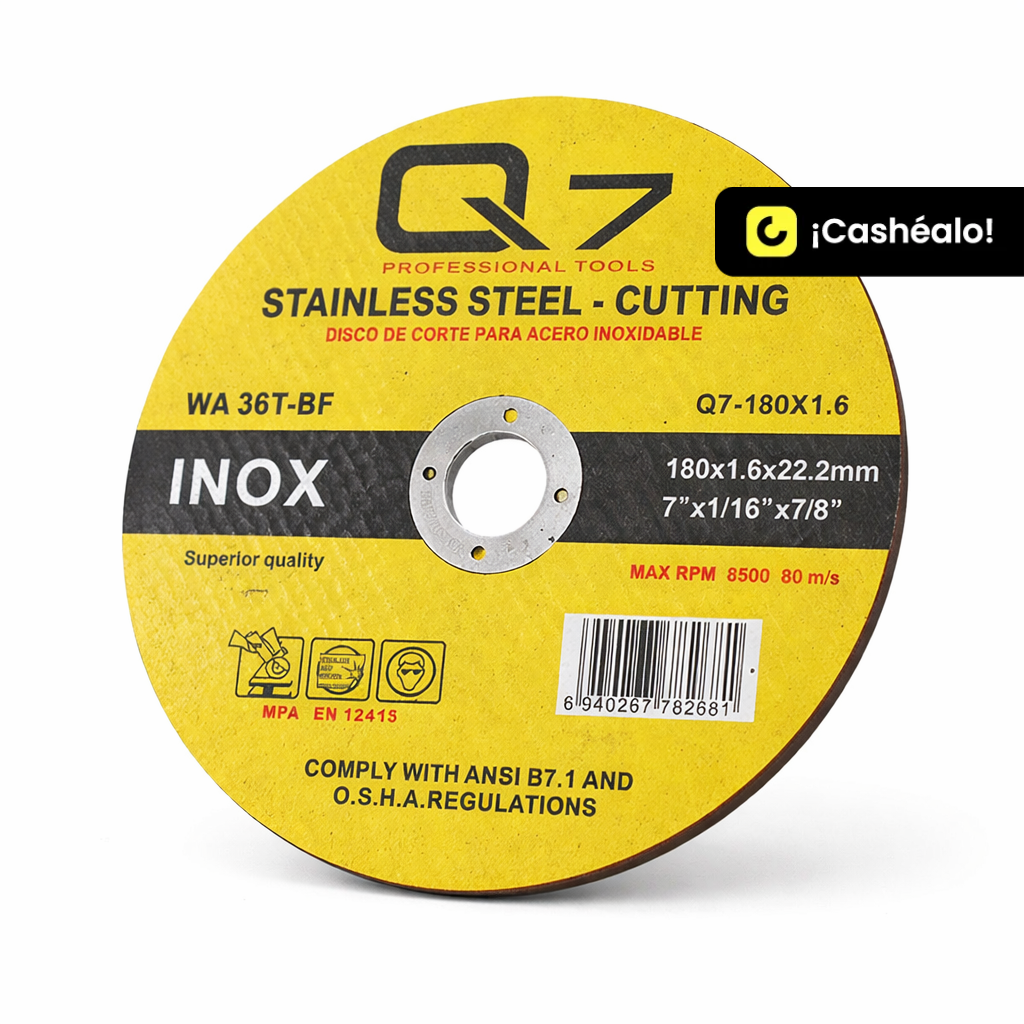 Q7
PROFESSIONAL TOOLS
¡Cashéalo!
STAINLESS STEEL - CUTTING
DISCO DE CORTE PARA ACERO INOXIDABLE
WA 36T-BF
Q7-180X1.6
INOX
180x1.6x22.2mm
7”x1/16”x7/8”
Superior quality
MAX RPM 8500 80 m/s
6 940267 782681
MPA EN 12413
COMPLY WITH ANSI B7.1 AND
O.S.H.A.REGULATIONS